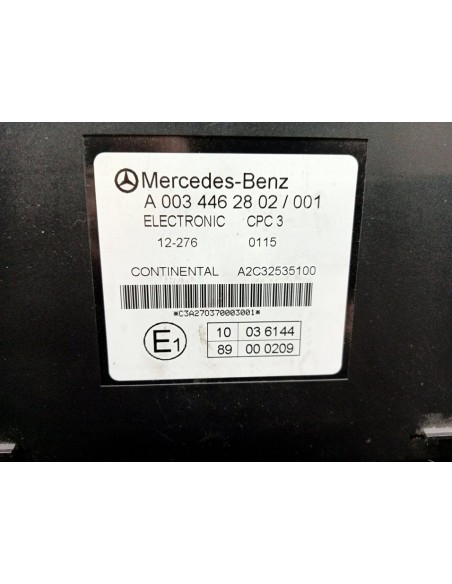 Mercedes-Benz
A 003 446 28 02 / 001
ELECTRONIC CPC 3
12-276 0115
CONTINENTAL A2C32535100
*C3A270370003001*
E1 10 03 6144
89 00 0209